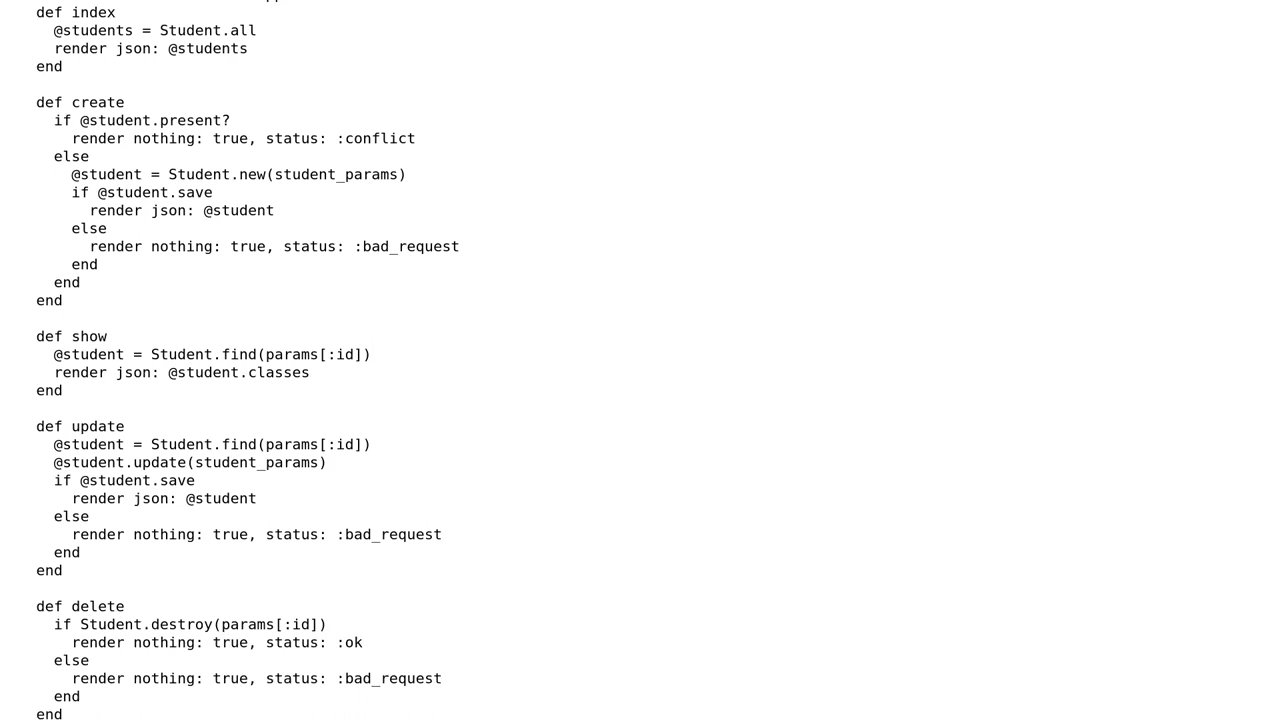 def index
  @students = Student.all
  render json: @students
end

def create
  if @student.present?
    render nothing: true, status: :conflict
  else
    @student = Student.new(student_params)
    if @student.save
      render json: @student
    else
      render nothing: true, status: :bad_request
    end
  end
end

def show
  @student = Student.find(params[:id])
  render json: @student.classes
end

def update
  @student = Student.find(params[:id])
  @student.update(student_params)
  if @student.save
    render json: @student
  else
    render nothing: true, status: :bad_request
  end
end

def delete
  if Student.destroy(params[:id])
    render nothing: true, status: :ok
  else
    render nothing: true, status: :bad_request
  end
end